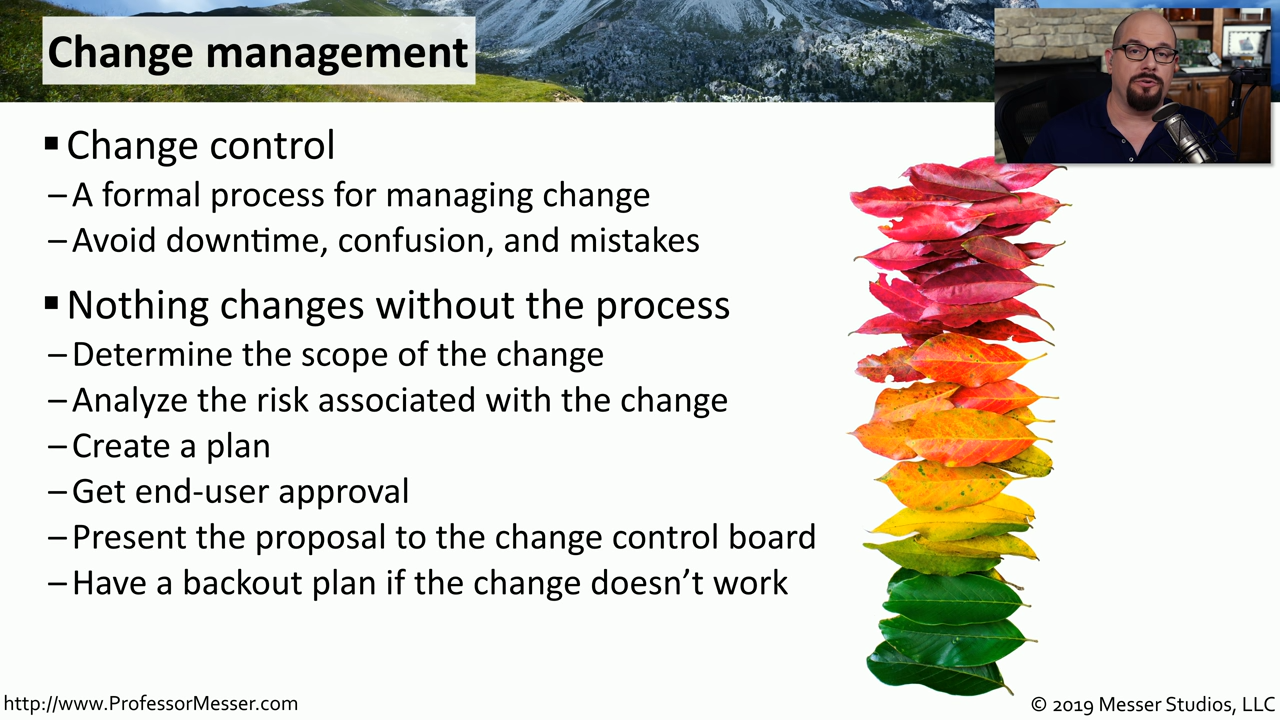 Change management
▪ Change control
– A formal process for managing change
– Avoid downtime, confusion, and mistakes
▪ Nothing changes without the process
– Determine the scope of the change
– Analyze the risk associated with the change
– Create a plan
– Get end-user approval
– Present the proposal to the change control board
– Have a backout plan if the change doesn’t work
http://www.ProfessorMesser.com
© 2019 Messer Studios, LLC